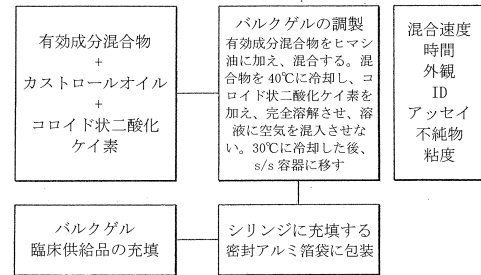 有効成分混合物
+
カストロールオイル
+
コロイド状二酸化
ケイ素
バルクゲルの調製
有効成分混合物をヒマシ
油に加え、混合する。混
合物を40℃に冷却し、コ
ロイド状二酸化ケイ素を
加え、完全溶解させ、溶
液に空気を混入させな
い。30℃に冷却した後、
s/s 容器に移す
混合速度
時間
外観
ID
アッセイ
不純物
粘度
バルクゲル
臨床供給品の充填
シリンジに充填する
密封アルミ箔袋に包装